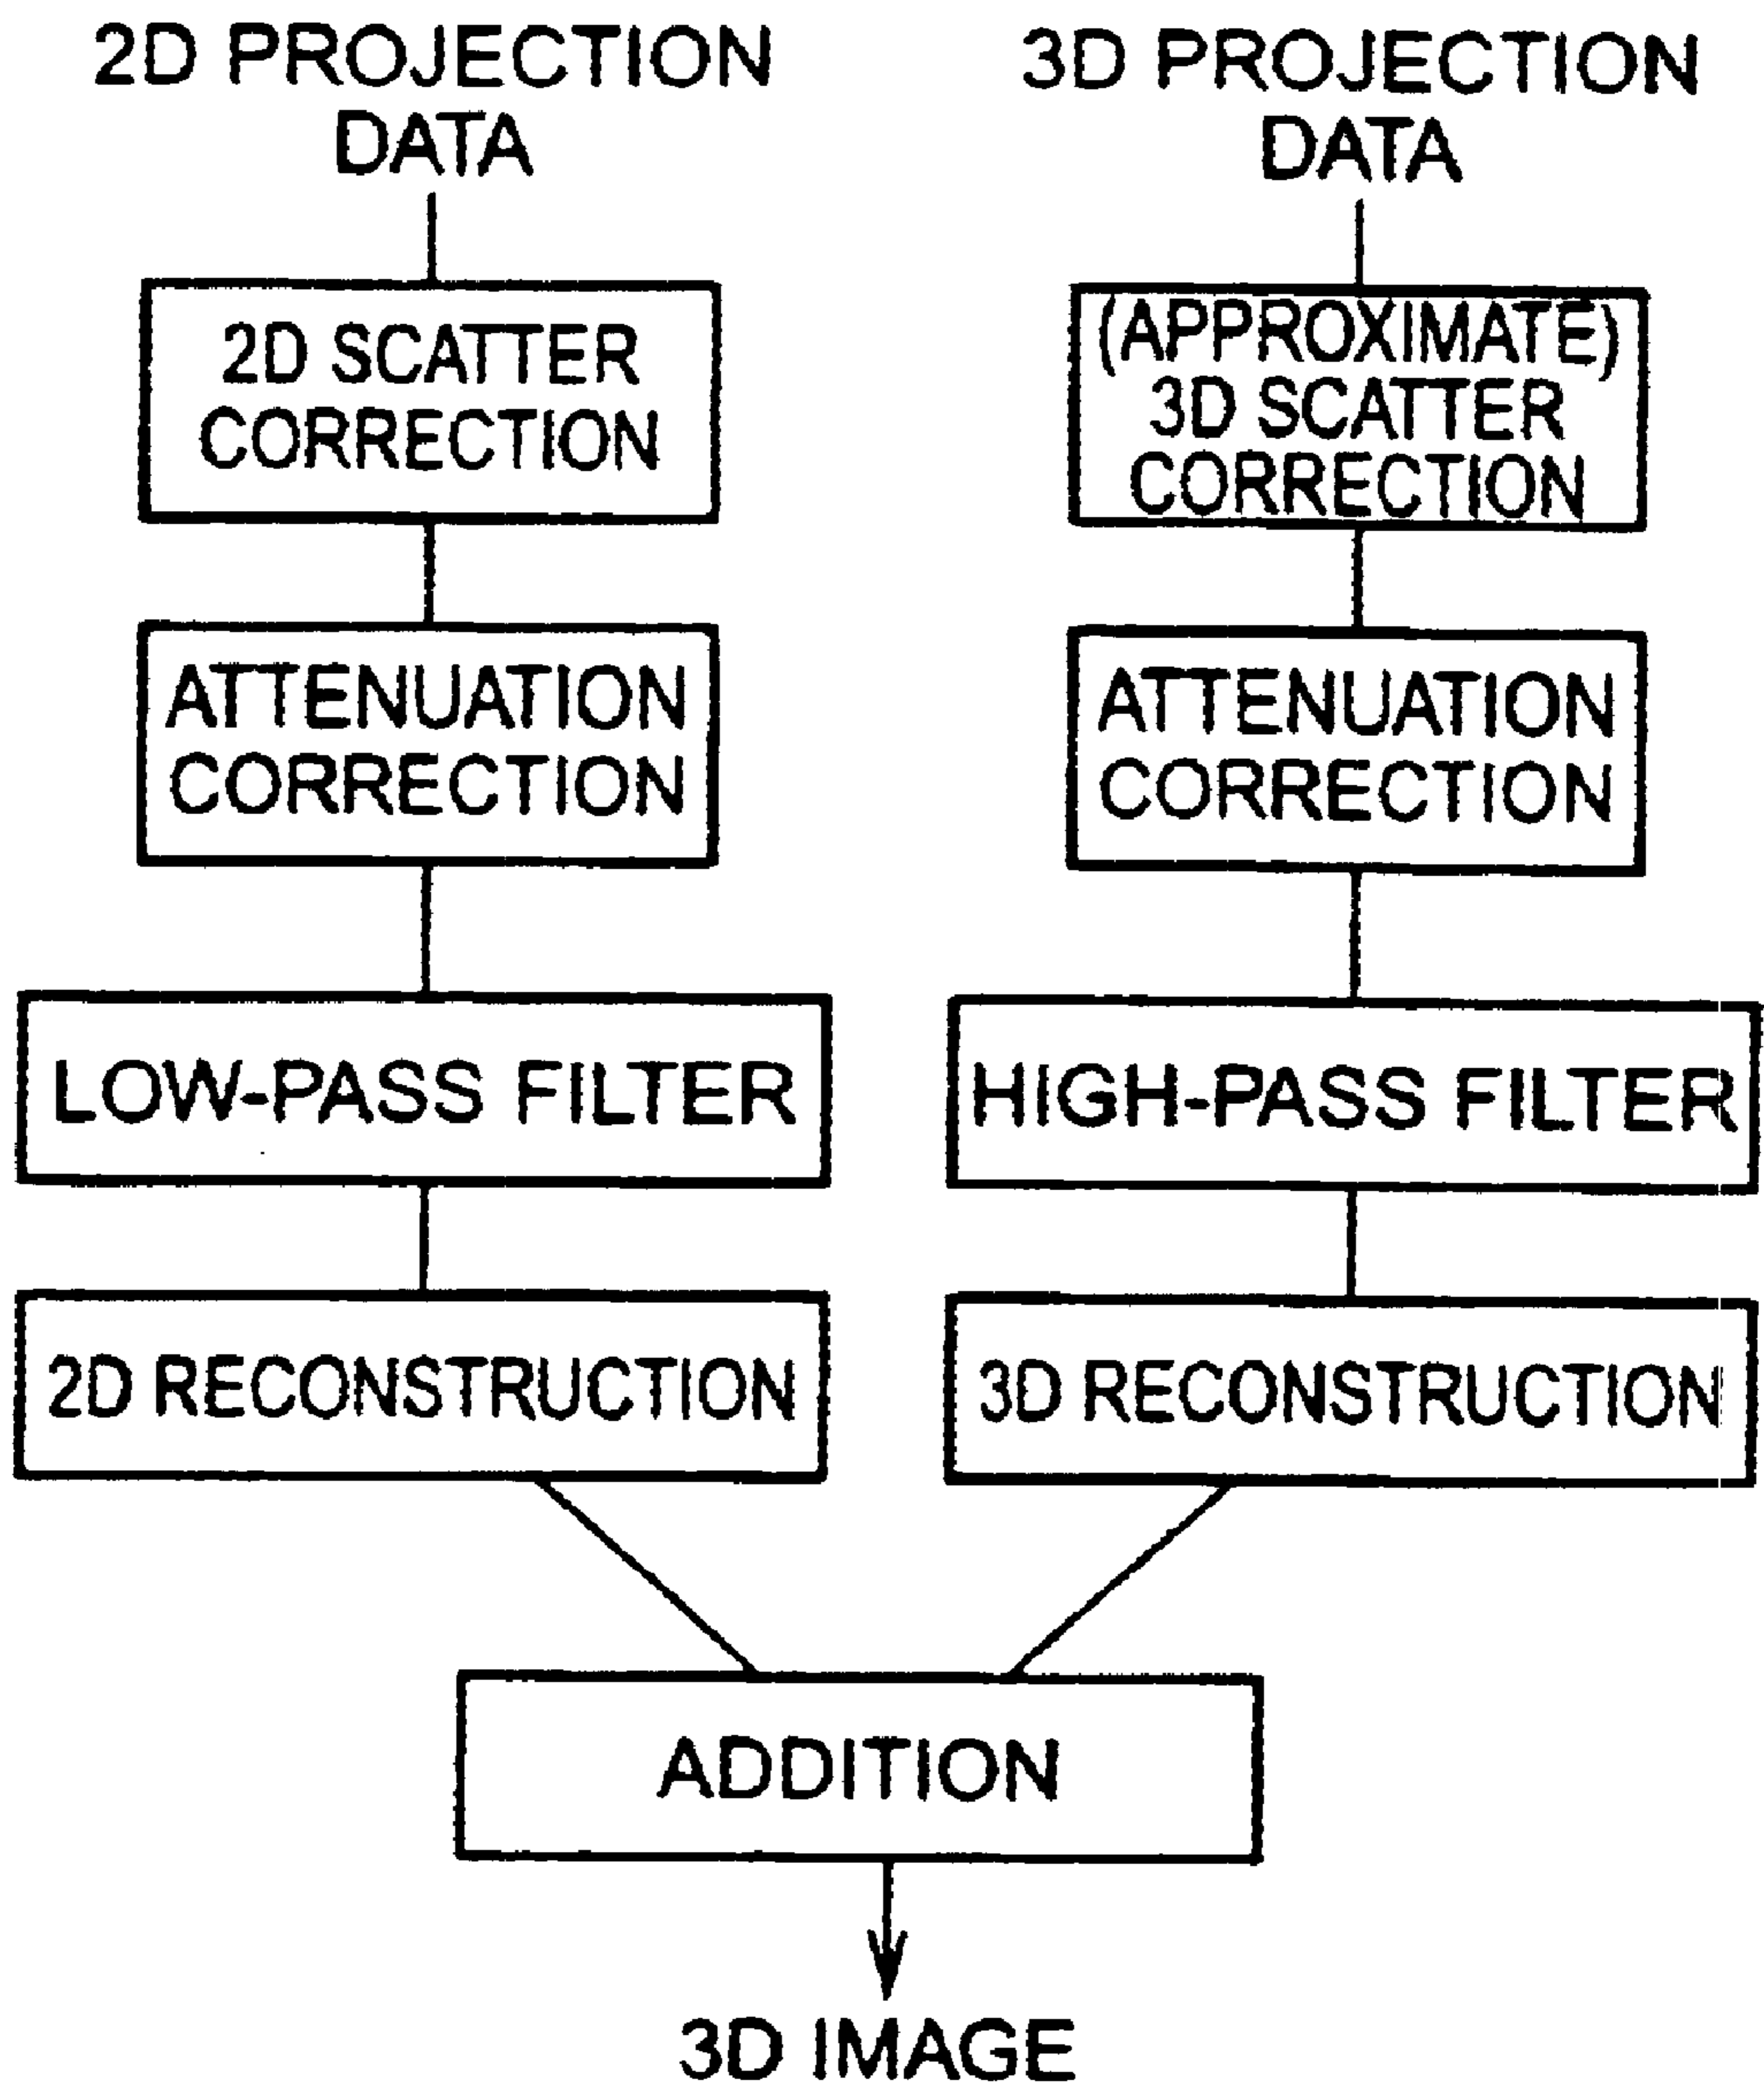 2D PROJECTION
DATA
2D SCATTER
CORRECTION
ATTENUATION
CORRECTION
LOW-PASS FILTER
2D RECONSTRUCTION
3D PROJECTION
DATA
(APPROXIMATE)
3D SCATTER
CORRECTION
ATTENUATION
CORRECTION
HIGH-PASS FILTER
3D RECONSTRUCTION
ADDITION
3D IMAGE